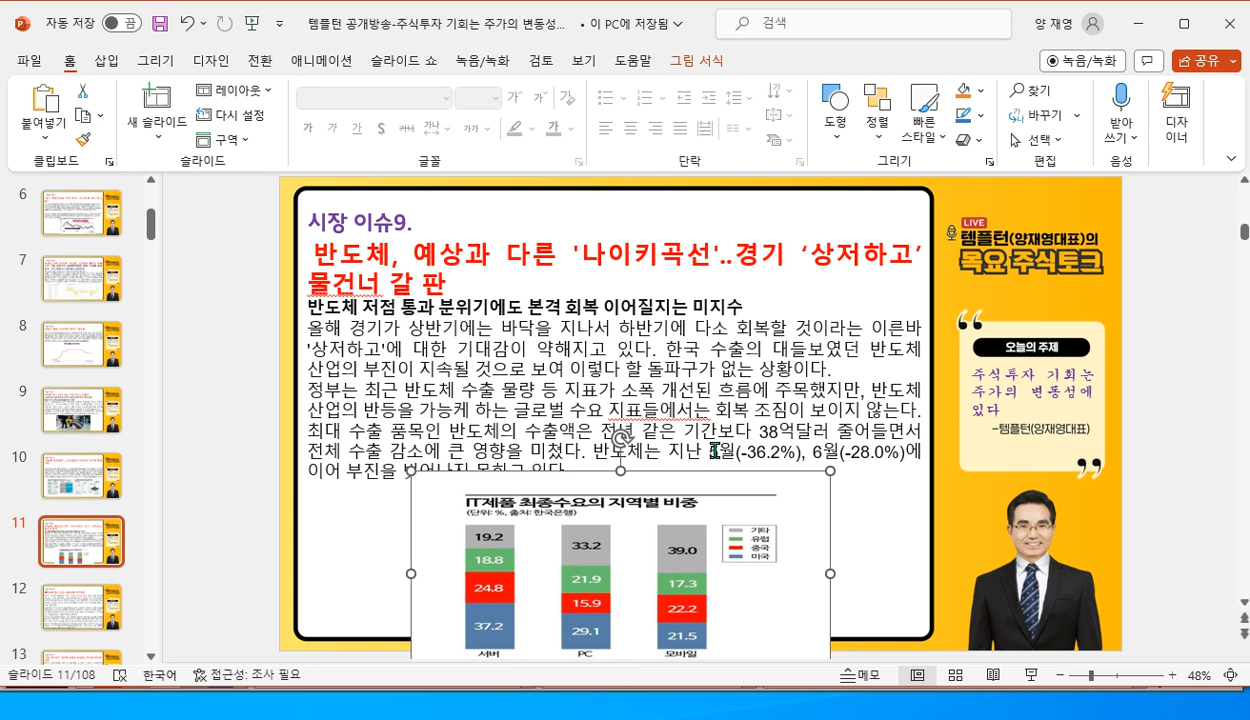 자동 저장 끔 템플턴 공개방송-주식투자 기회는 주가의 변동성... • 이 PC에 저장됨 검색 양 재영
파일 홈 삽입 그리기 디자인 전환 애니메이션 슬라이드 쇼 녹음/녹화 검토 보기 도움말 그림 서식 녹음/녹화 공유
붙여넣기 새 슬라이드 레이아웃 다시 설정 구역 가 가 가 S 가나 가가 가 가 도형 정렬 빠른 스타일 찾기 바꾸기 선택 받아쓰기 디자이너
클립보드 슬라이드 글꼴 단락 그리기 편집 음성
6
7
8
9
10
11
12
13
시장 이슈9.
반도체, 예상과 다른 '나이키곡선'..경기 ‘상저하고’
물건너 갈 판
반도체 저점 통과 분위기에도 본격 회복 이어질지는 미지수
올해 경기가 상반기에는 바닥을 지나서 하반기에 다소 회복할 것이라는 이른바
'상저하고'에 대한 기대감이 약해지고 있다. 한국 수출의 대들보였던 반도체
산업의 부진이 지속될 것으로 보여 이렇다 할 돌파구가 없는 상황이다.
정부는 최근 반도체 수출 물량 등 지표가 소폭 개선된 흐름에 주목했지만, 반도체
산업의 반등을 가능케 하는 글로벌 수요 지표들에서는 회복 조짐이 보이지 않는다.
최대 수출 품목인 반도체의 수출액은 전년 같은 기간보다 38억달러 줄어들면서
전체 수출 감소에 큰 영향을 미쳤다. 반도체는 지난 5월(-36.2%), 6월(-28.0%)에
이어 부진을 벗어나지 못하고 있다.
IT제품 최종수요의 지역별 비중
(단위: %, 출처: 한국은행)
19.2 33.2 39.0
18.8 21.9 17.3
24.8 15.9 22.2
37.2 29.1 21.5
서버 PC 모바일
기타
유럽
중국
미국
LIVE
템플턴(양재영대표)의
목요 주식토크
오늘의 주제
주식투자 기회는
주가의 변동성에
있다
-템플턴(양재영대표)
슬라이드 11/108 한국어 접근성: 조사 필요 메모 48%